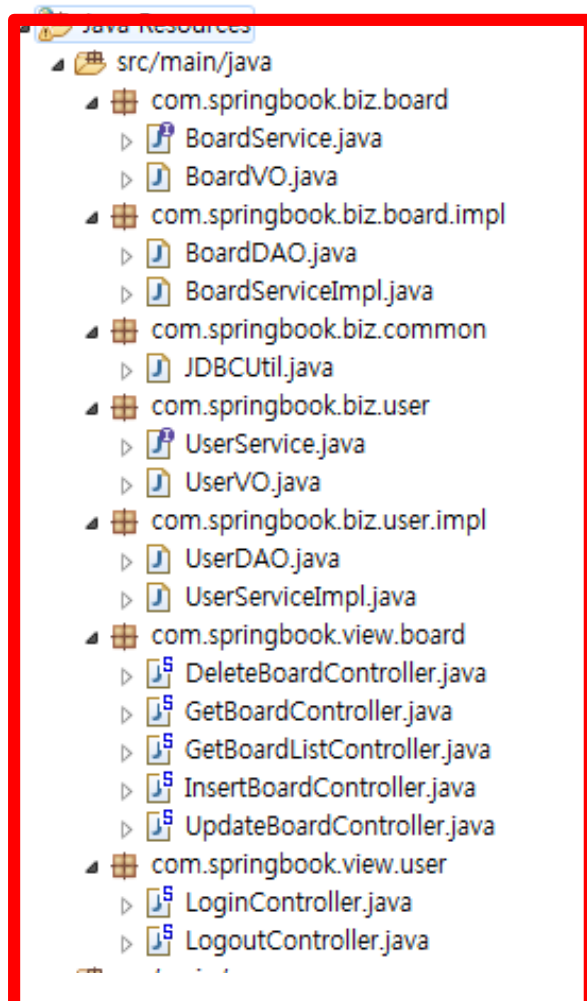 Java Resources
src/main/java
com.springbook.biz.board
BoardService.java
BoardVO.java
com.springbook.biz.board.impl
BoardDAO.java
BoardServiceImpl.java
com.springbook.biz.common
JDBCUtil.java
com.springbook.biz.user
UserService.java
UserVO.java
com.springbook.biz.user.impl
UserDAO.java
UserServiceImpl.java
com.springbook.view.board
DeleteBoardController.java
GetBoardController.java
GetBoardListController.java
InsertBoardController.java
UpdateBoardController.java
com.springbook.view.user
LoginController.java
LogoutController.java